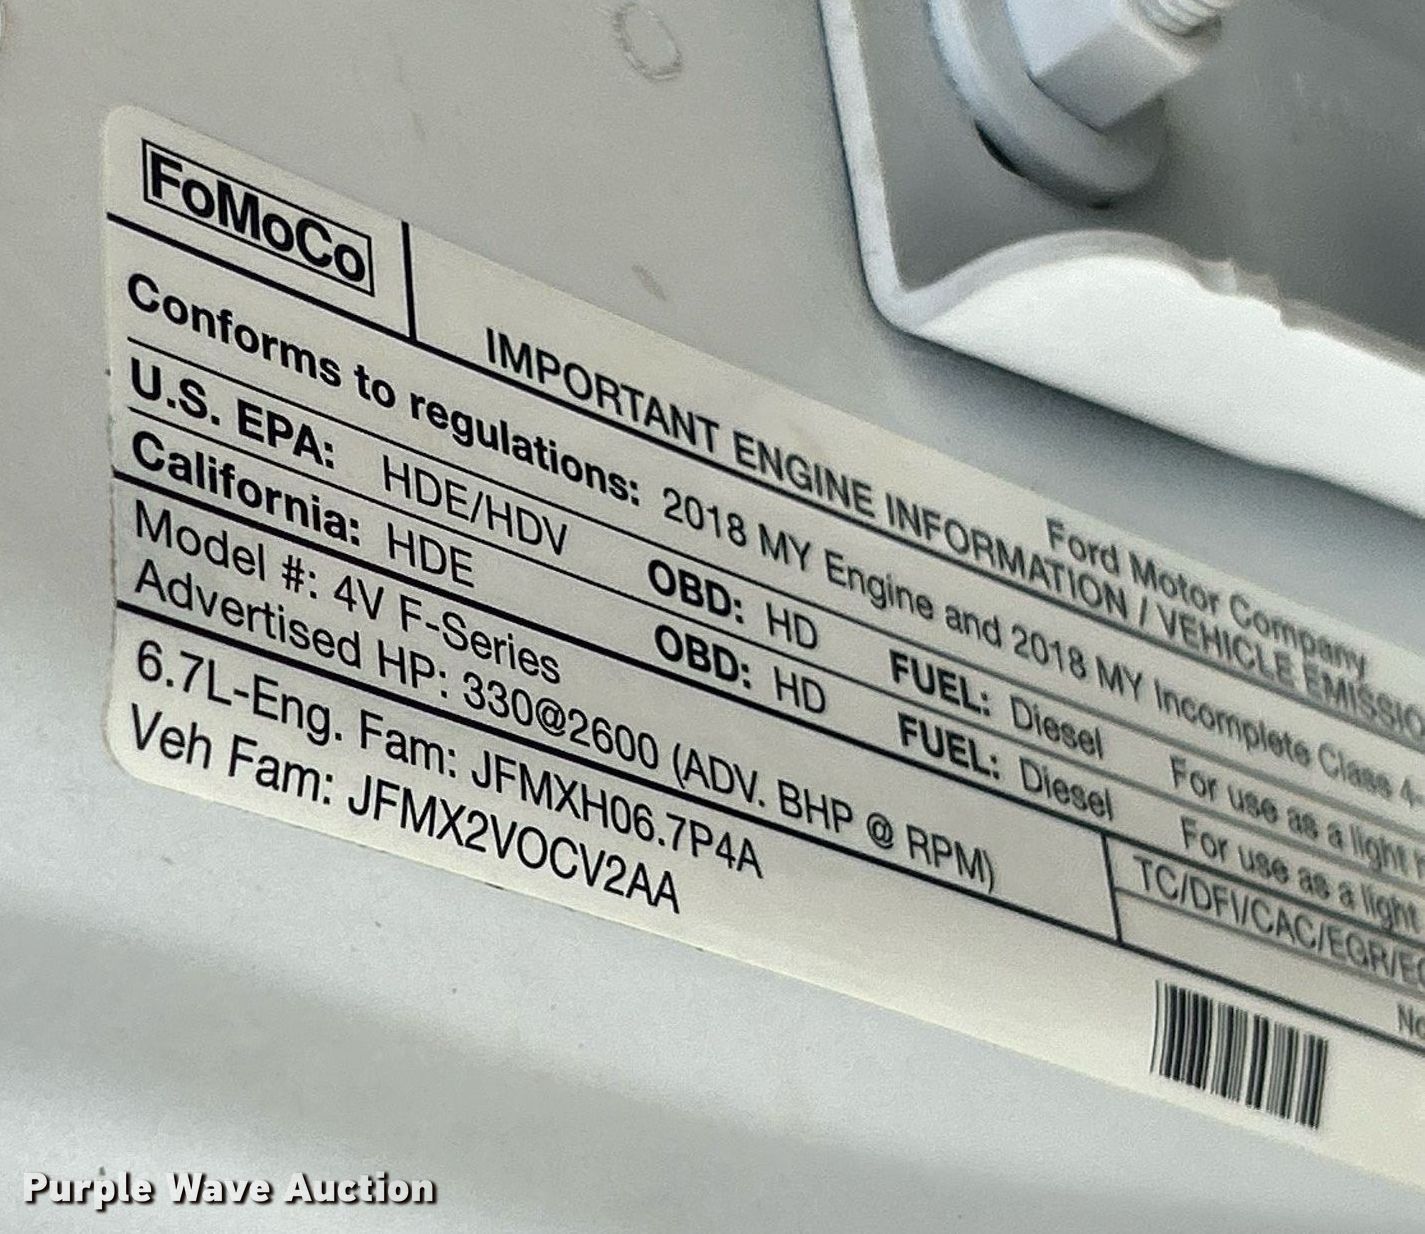 FoMoCo
Ford Motor Company
IMPORTANT ENGINE INFORMATION / VEHICLE EMISSIO
Conforms to regulations: 2018 MY Engine and 2018 MY Incomplete Class 4-
U.S. EPA: HDE/HDV OBD: HD FUEL: Diesel For use as a light
California: HDE OBD: HD FUEL: Diesel For use as a light
Model #: 4V F-Series TC/DFI/CAC/EGR/
Advertised HP: 330@2600 (ADV. BHP @ RPM)
6.7L-Eng. Fam: JFMXH06.7P4A
Veh Fam: JFMX2VOCV2AA
Purple Wave Auction